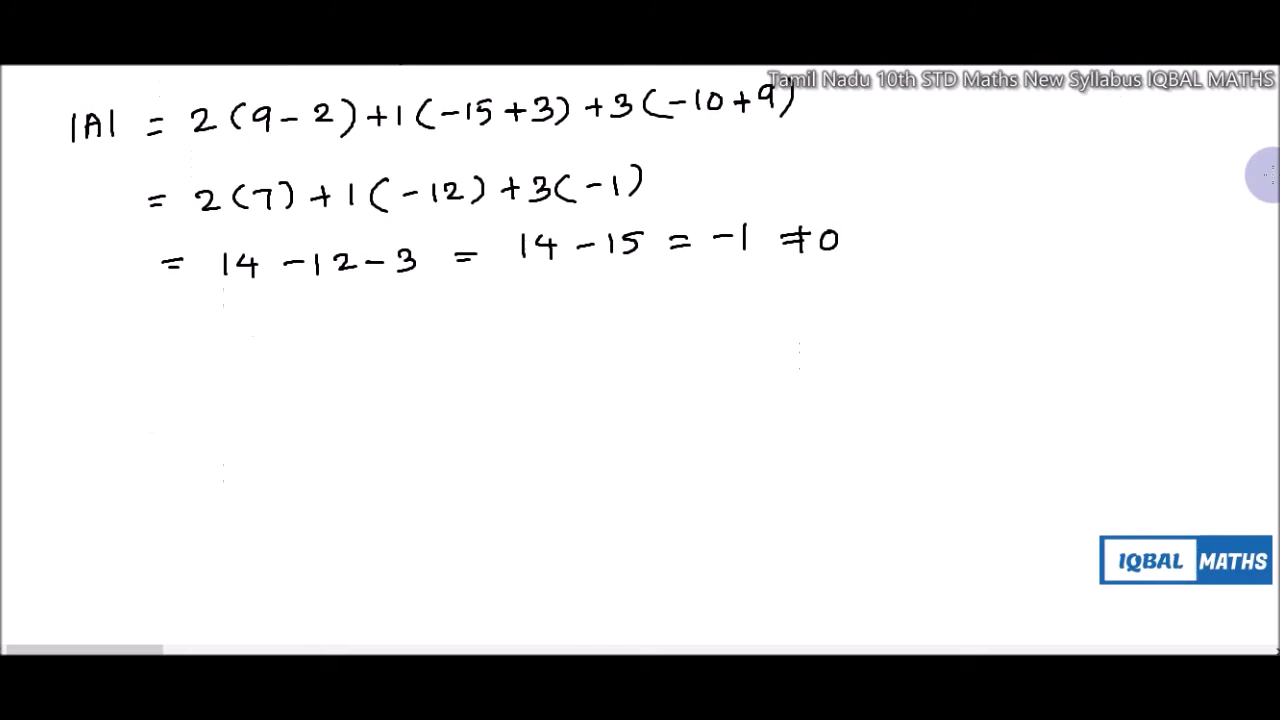 Tamil Nadu 10th STD Maths New Syllabus IQBAL MATHS
|A| = 2(9-2)+1(-15+3)+3(-10+9)
= 2(7)+1(-12)+3(-1)
= 14-12-3 = 14-15 = -1 ≠0
IQBAL MATHS